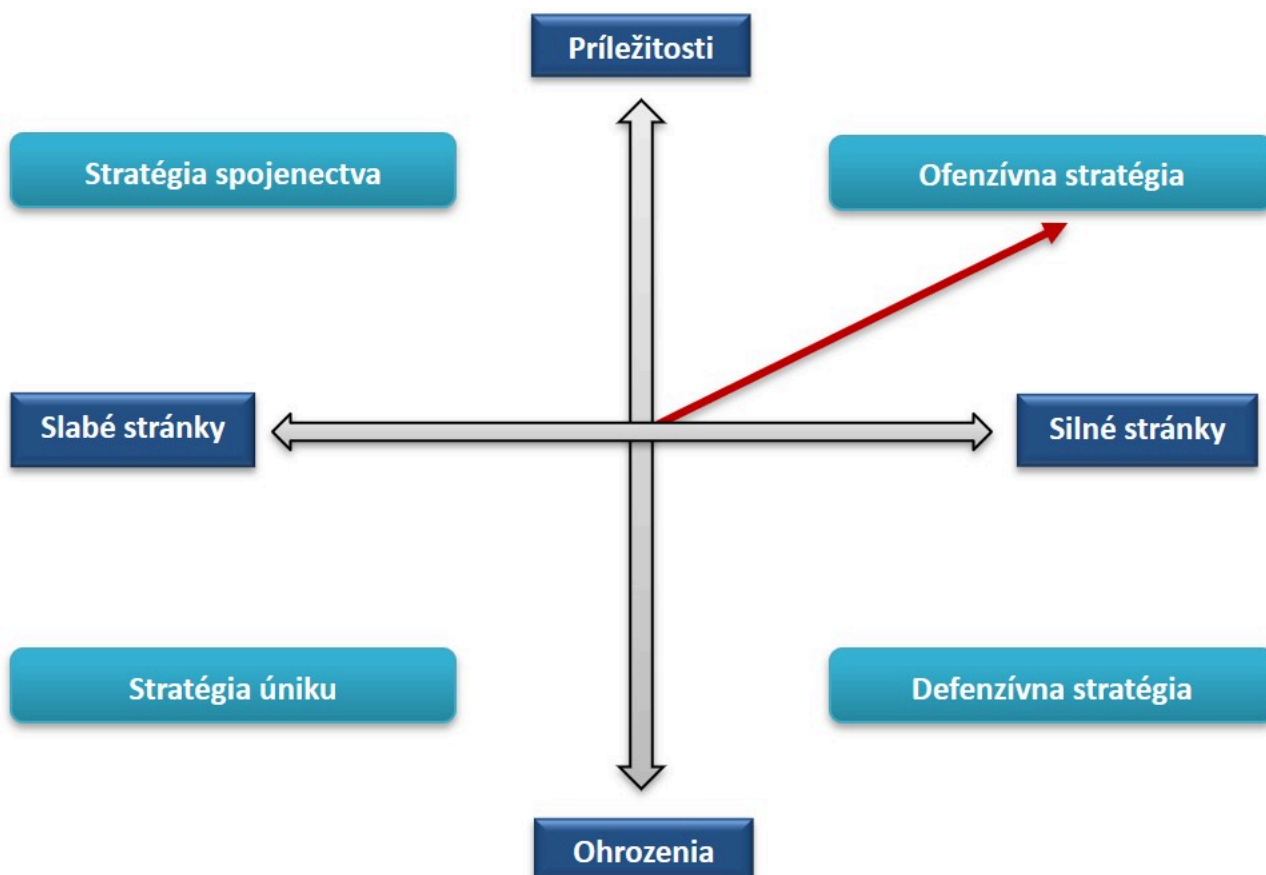 Príležitosti
Stratégia spojenectva
Ofenzívna stratégia
Slabé stránky
Silné stránky
Stratégia úniku
Defenzívna stratégia
Ohrozenia